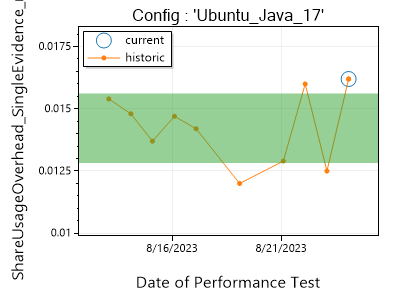 Config : 'Ubuntu_Java_17'
current
historic
0.0175
0.015
0.0125
0.01
8/16/2023
8/21/2023
Date of Performance Test
ShareUsageOverhead_SingleEvidence_